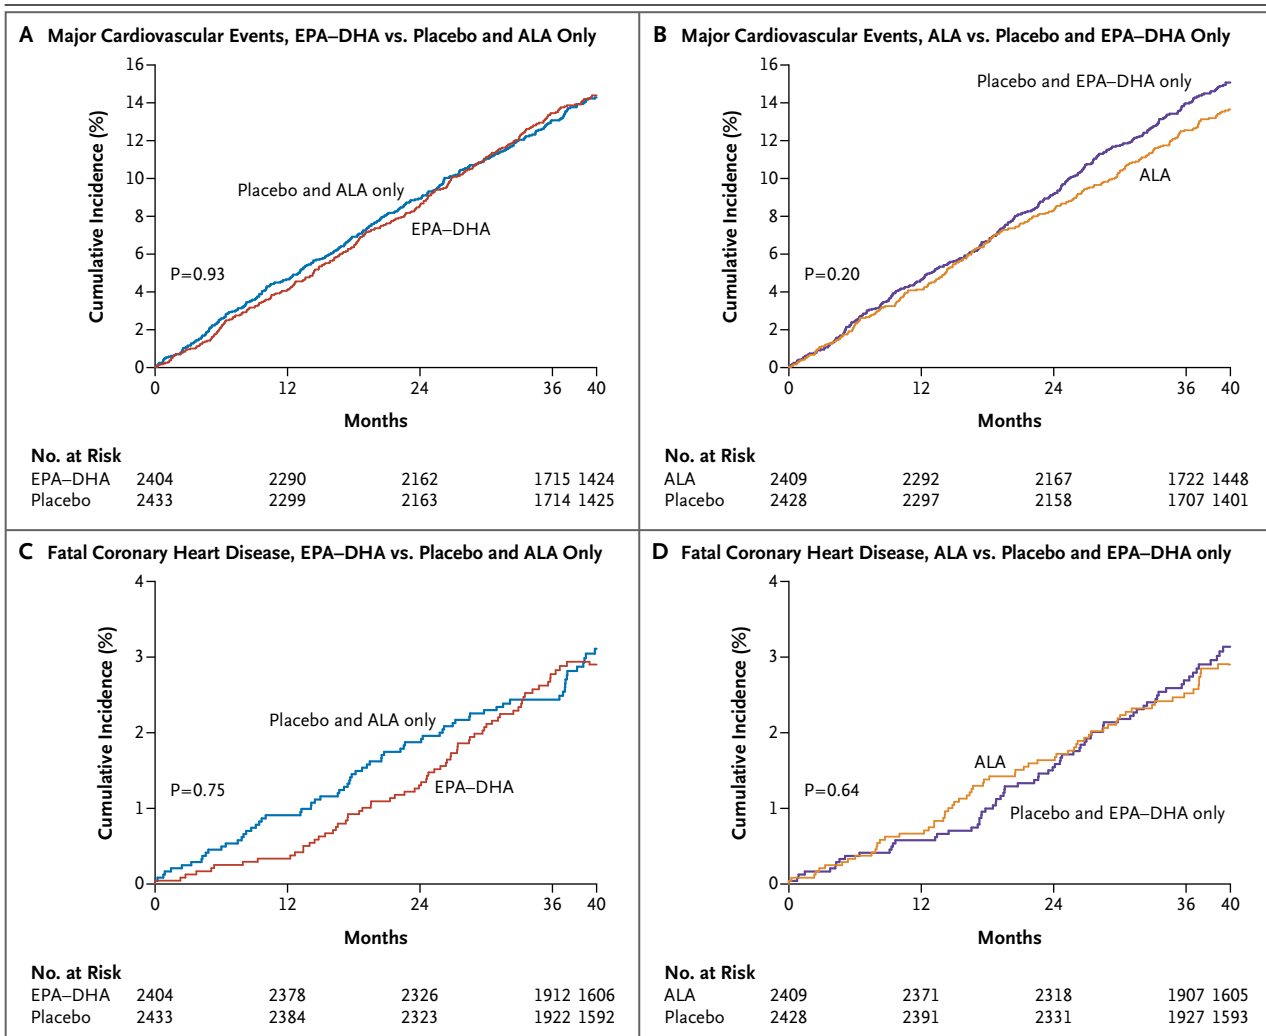 A Major Cardiovascular Events, EPA–DHA vs. Placebo and ALA Only
Cumulative Incidence (%)
16
14
12
10
8
6
4
2
0
Placebo and ALA only
EPA–DHA
P=0.93
0 12 24 36 40
Months
No. at Risk
EPA–DHA 2404 2290 2162 1715 1424
Placebo 2433 2299 2163 1714 1425
B Major Cardiovascular Events, ALA vs. Placebo and EPA–DHA Only
Cumulative Incidence (%)
16
14
12
10
8
6
4
2
0
Placebo and EPA–DHA only
ALA
P=0.20
0 12 24 36 40
Months
No. at Risk
ALA 2409 2292 2167 1722 1448
Placebo 2428 2297 2158 1707 1401
C Fatal Coronary Heart Disease, EPA–DHA vs. Placebo and ALA Only
Cumulative Incidence (%)
4
3
2
1
0
Placebo and ALA only
EPA–DHA
P=0.75
0 12 24 36 40
Months
No. at Risk
EPA–DHA 2404 2378 2326 1912 1606
Placebo 2433 2384 2323 1922 1592
D Fatal Coronary Heart Disease, ALA vs. Placebo and EPA–DHA only
Cumulative Incidence (%)
4
3
2
1
0
ALA
P=0.64
Placebo and EPA–DHA only
0 12 24 36 40
Months
No. at Risk
ALA 2409 2371 2318 1907 1605
Placebo 2428 2391 2331 1927 1593